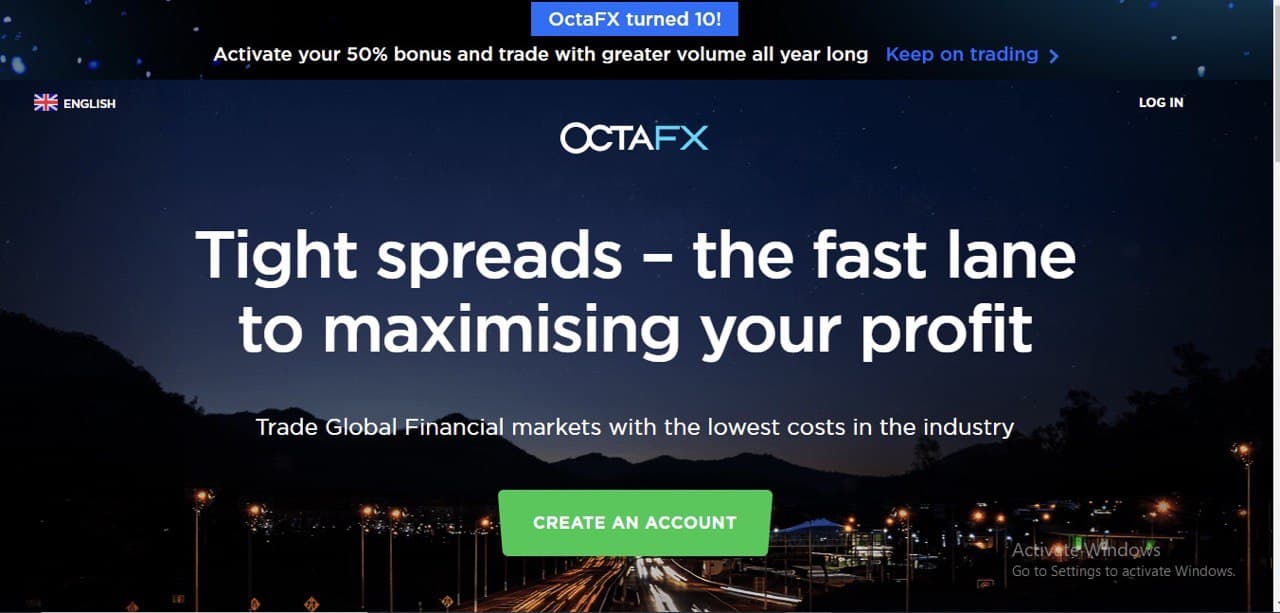 OctaFX turned 10!
Activate your 50% bonus and trade with greater volume all year long Keep on trading >
ENGLISH
LOG IN
OCTAFX
Tight spreads – the fast lane
to maximising your profit
Trade Global Financial markets with the lowest costs in the industry
CREATE AN ACCOUNT
Activate Windows
Go to Settings to activate Windows.